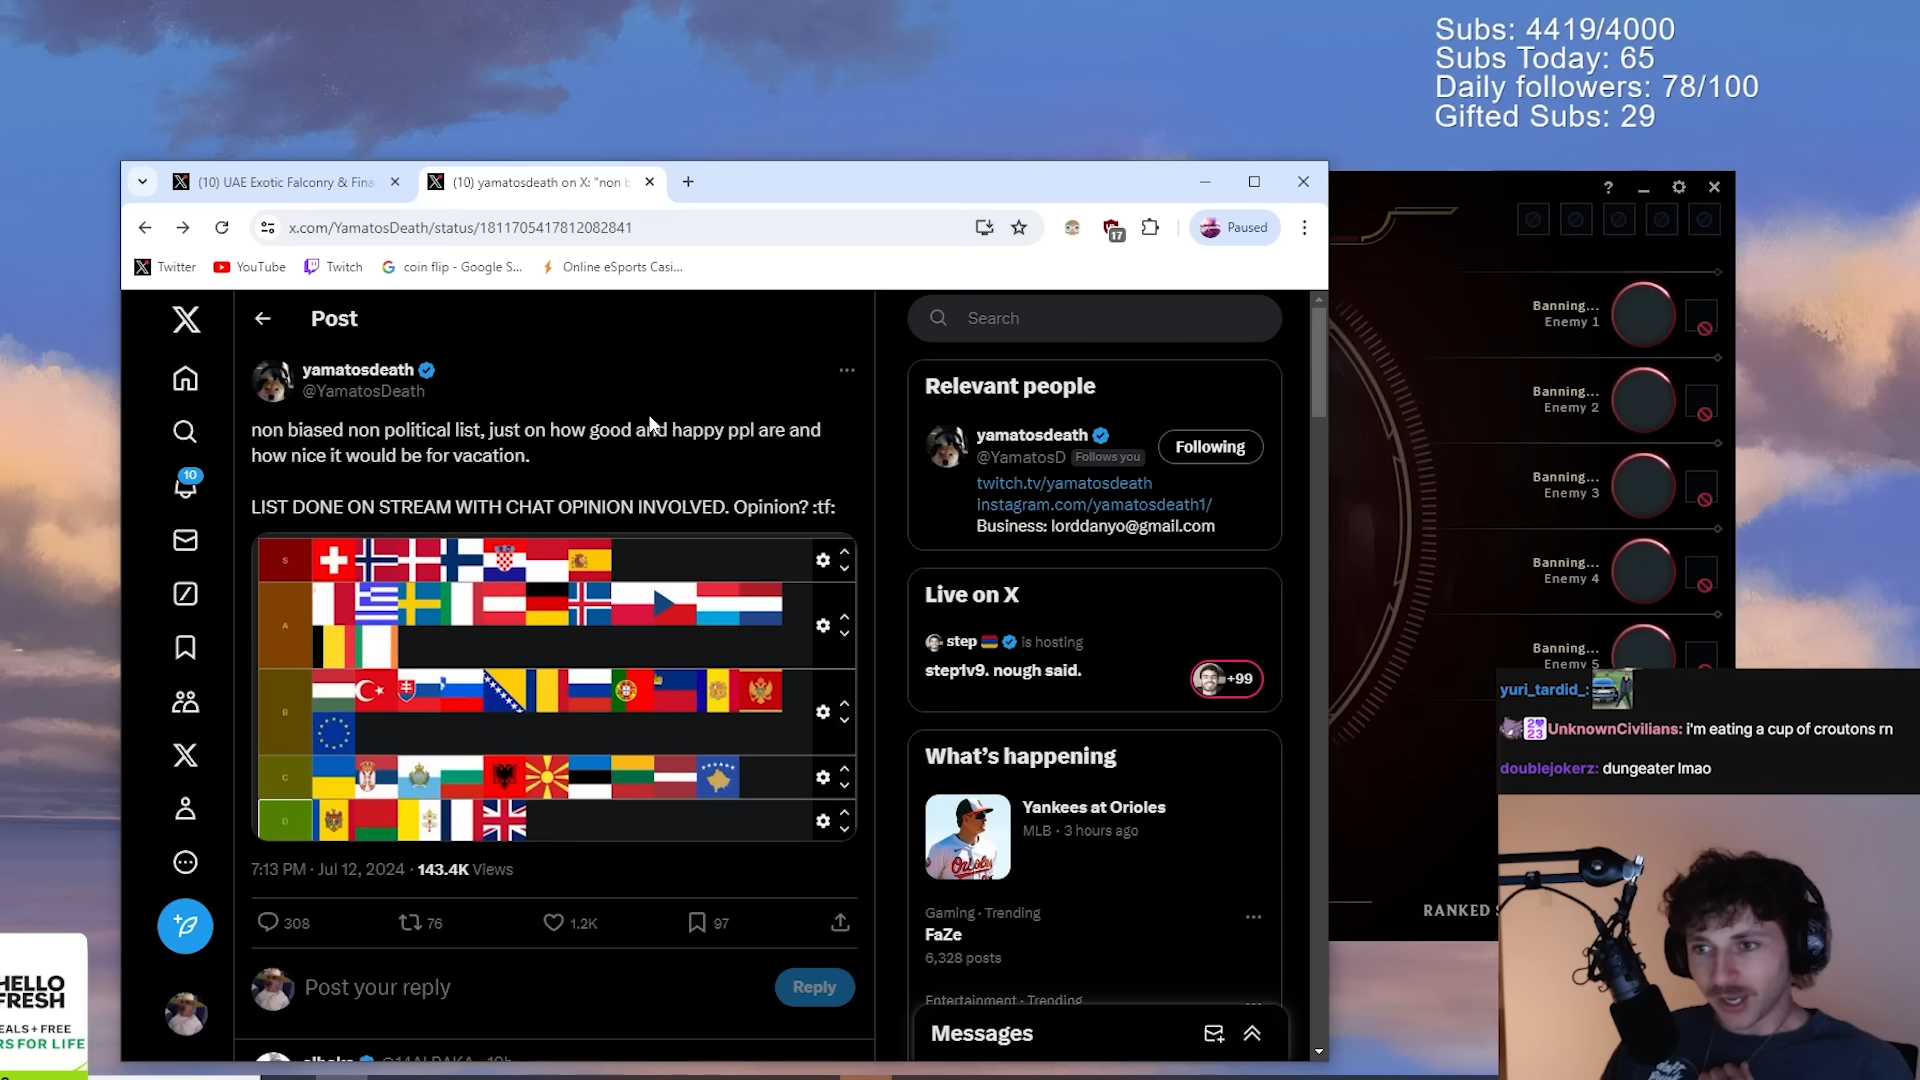 Subs: 4419/4000
Subs Today: 65
Daily followers: 78/100
Gifted Subs: 29
(10) UAE Exotic Falconry & Fina
(10) yamatosdeath on X: "non b
x.com/YamatosDeath/status/1811705417812082841
17
Paused
Twitter
YouTube
Twitch
coin flip - Google S...
Online eSports Casi...
?
Post
yamatosdeath
@YamatosDeath
non biased non political list, just on how good and happy ppl are and
how nice it would be for vacation.
LIST DONE ON STREAM WITH CHAT OPINION INVOLVED. Opinion? :tf:
S
A
B
C
D
7:13 PM · Jul 12, 2024 · 143.4K Views
308
76
1.2K
97
Post your reply
Reply
10
Search
Relevant people
yamatosdeath
@YamatosD Follows you
Following
twitch.tv/yamatosdeath
instagram.com/yamatosdeath1/
Business: lorddanyo@gmail.com
Live on X
step is hosting
step1v9. nough said.
+99
What's happening
Yankees at Orioles
MLB · 3 hours ago
Gaming · Trending
FaZe
6,328 posts
Entertainment · Trending
Messages
Banning...
Enemy 1
Banning...
Enemy 2
Banning...
Enemy 3
Banning...
Enemy 4
Banning...
Enemy 5
RANKED
yuri_tardid_:
UnknownCivilians: i'm eating a cup of croutons rn
doublejokerz: dungeater lmao
HELLO
FRESH
EALS + FREE
RS FOR LIFE